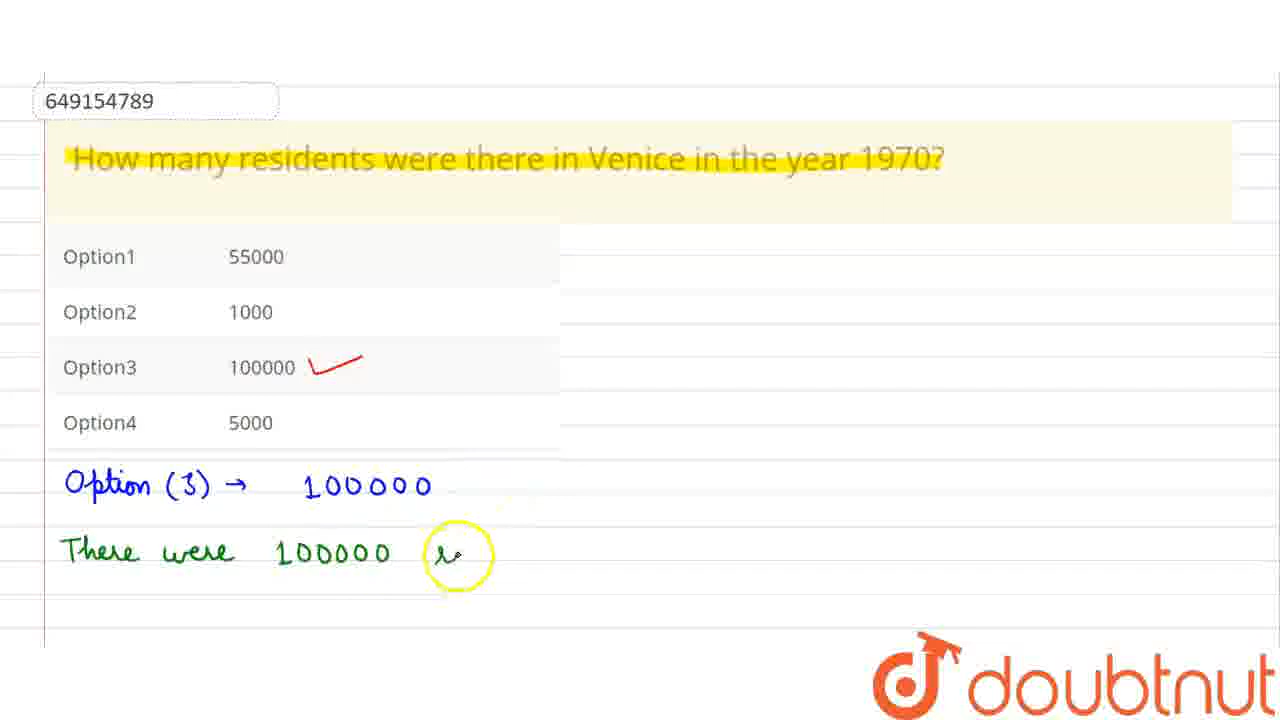 649154789
How many residents were there in Venice in the year 1970?
Option1 55000
Option2 1000
Option3 100000
Option4 5000
Option (3) → 100000
There were 100000
doubtnut